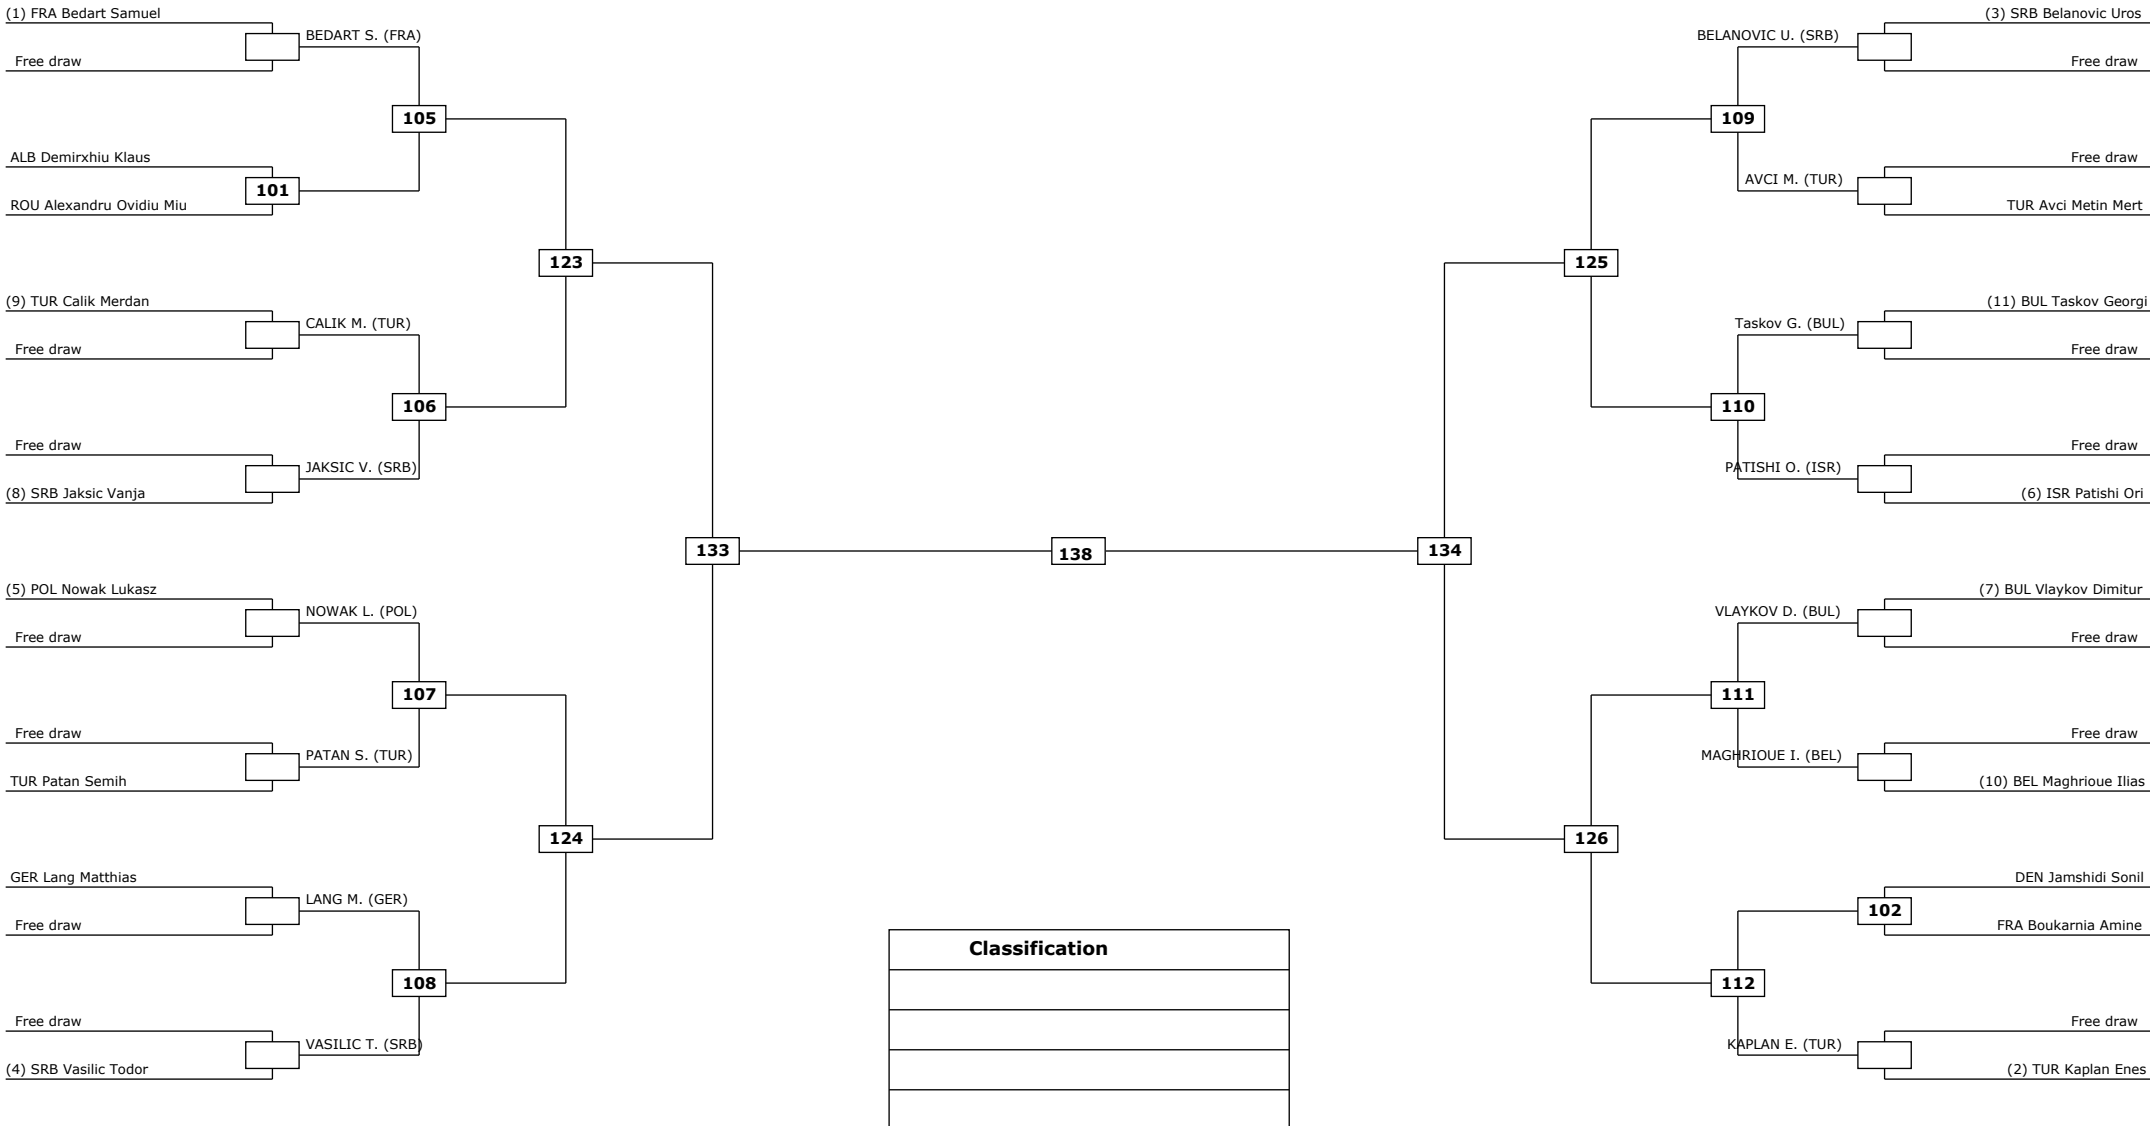 (1) FRA Bedart Samuel
BEDART S. (FRA)
Free draw
105
ALB Demirxhiu Klaus
101
ROU Alexandru Ovidiu Miu
123
(9) TUR Calik Merdan
CALIK M. (TUR)
Free draw
106
Free draw
JAKSIC V. (SRB)
(8) SRB Jaksic Vanja
133
(5) POL Nowak Lukasz
NOWAK L. (POL)
Free draw
107
Free draw
PATAN S. (TUR)
TUR Patan Semih
124
GER Lang Matthias
LANG M. (GER)
Free draw
108
Free draw
VASILIC T. (SRB)
(4) SRB Vasilic Todor
138
(3) SRB Belanovic Uros
BELANOVIC U. (SRB)
Free draw
109
Free draw
AVCI M. (TUR)
TUR Avci Metin Mert
125
(11) BUL Taskov Georgi
Taskov G. (BUL)
Free draw
110
Free draw
PATISHI O. (ISR)
(6) ISR Patishi Ori
134
(7) BUL Vlaykov Dimitur
VLAYKOV D. (BUL)
Free draw
111
Free draw
MAGHRIOUE I. (BEL)
(10) BEL Maghrioue Ilias
126
DEN Jamshidi Sonil
102
FRA Boukarnia Amine
112
Free draw
KAPLAN E. (TUR)
(2) TUR Kaplan Enes
Classification